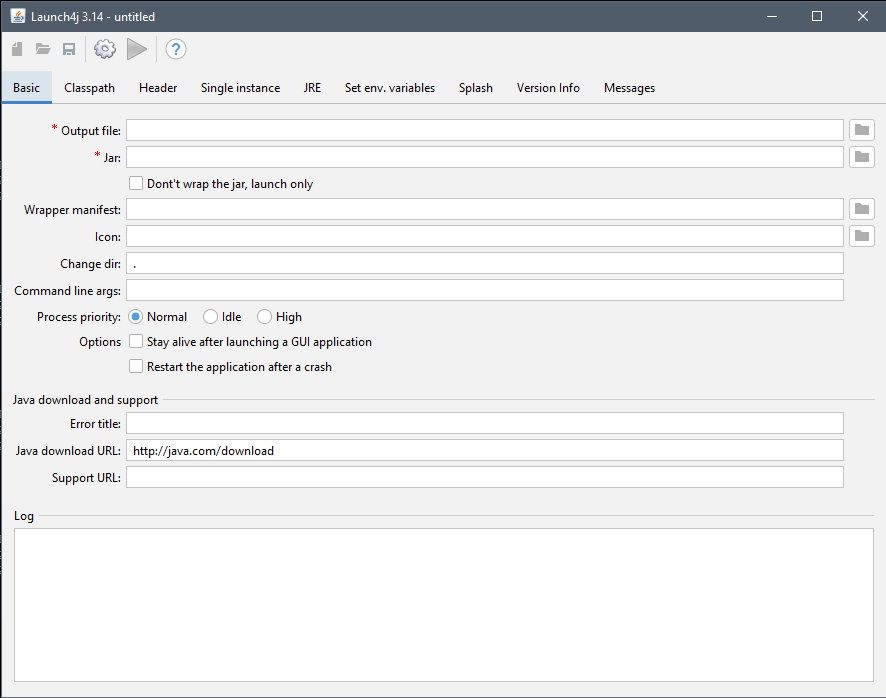 Launch4j 3.14 - untitled
?
Basic Classpath Header Single instance JRE Set env. variables Splash Version Info Messages
* Output file:
* Jar:
Dont't wrap the jar, launch only
Wrapper manifest:
Icon:
Change dir: .
Command line args:
Process priority: Normal Idle High
Options Stay alive after launching a GUI application
Restart the application after a crash
Java download and support
Error title:
Java download URL: http://java.com/download
Support URL:
Log